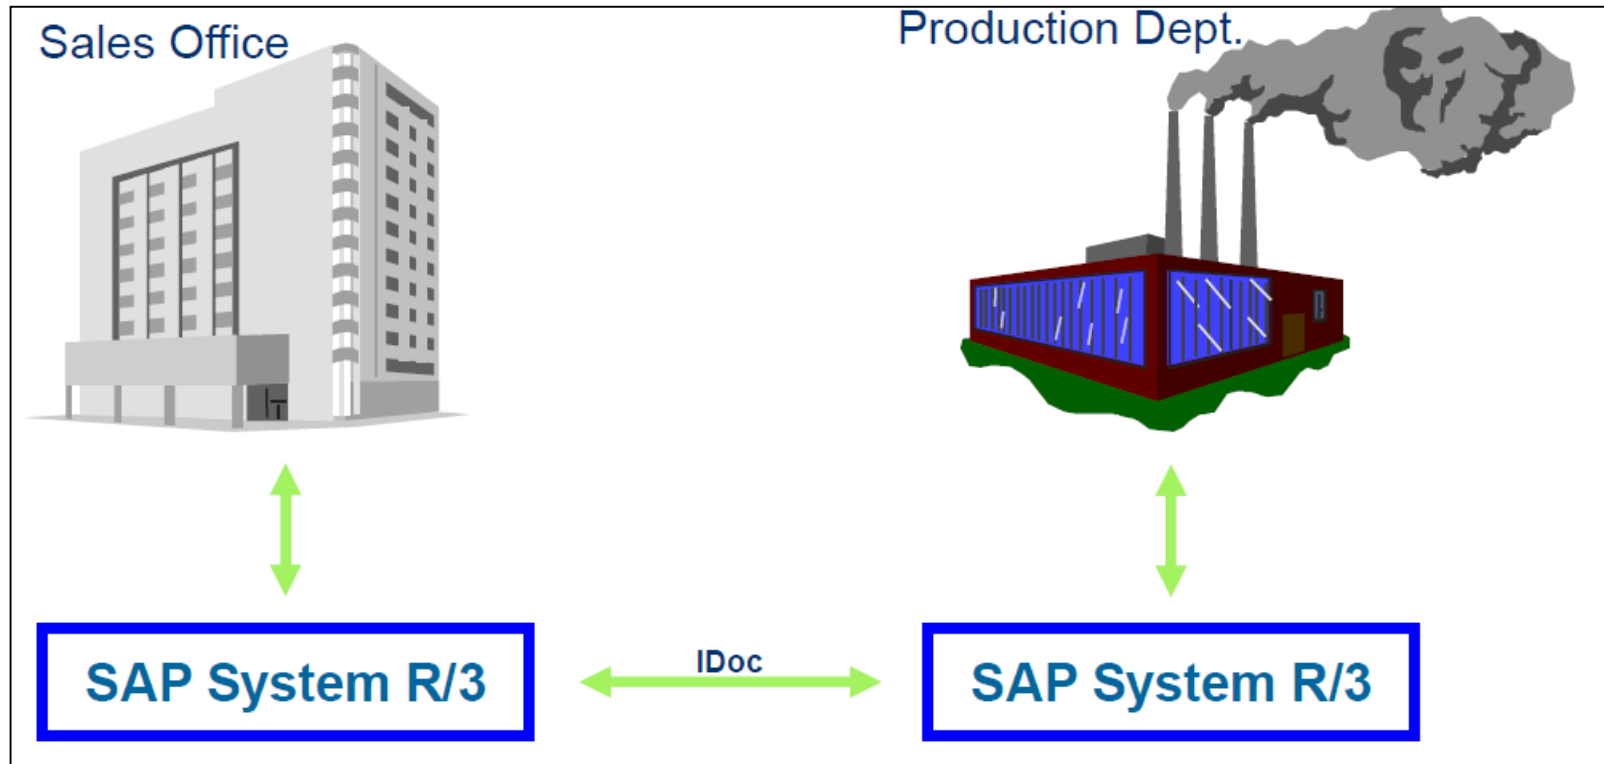 Sales Office
Production Dept.
IDoc
SAP System R/3
SAP System R/3